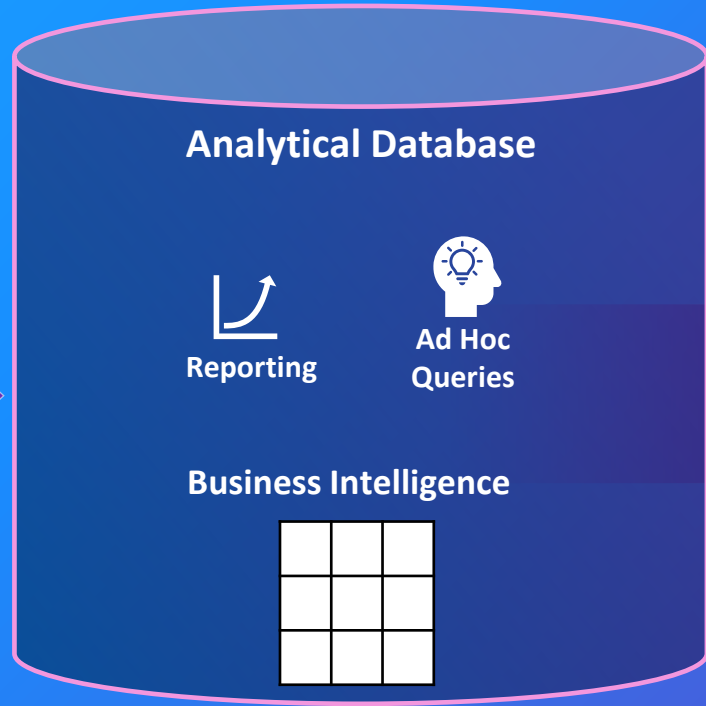 Analytical Database
Reporting
Ad Hoc
Queries
Business Intelligence